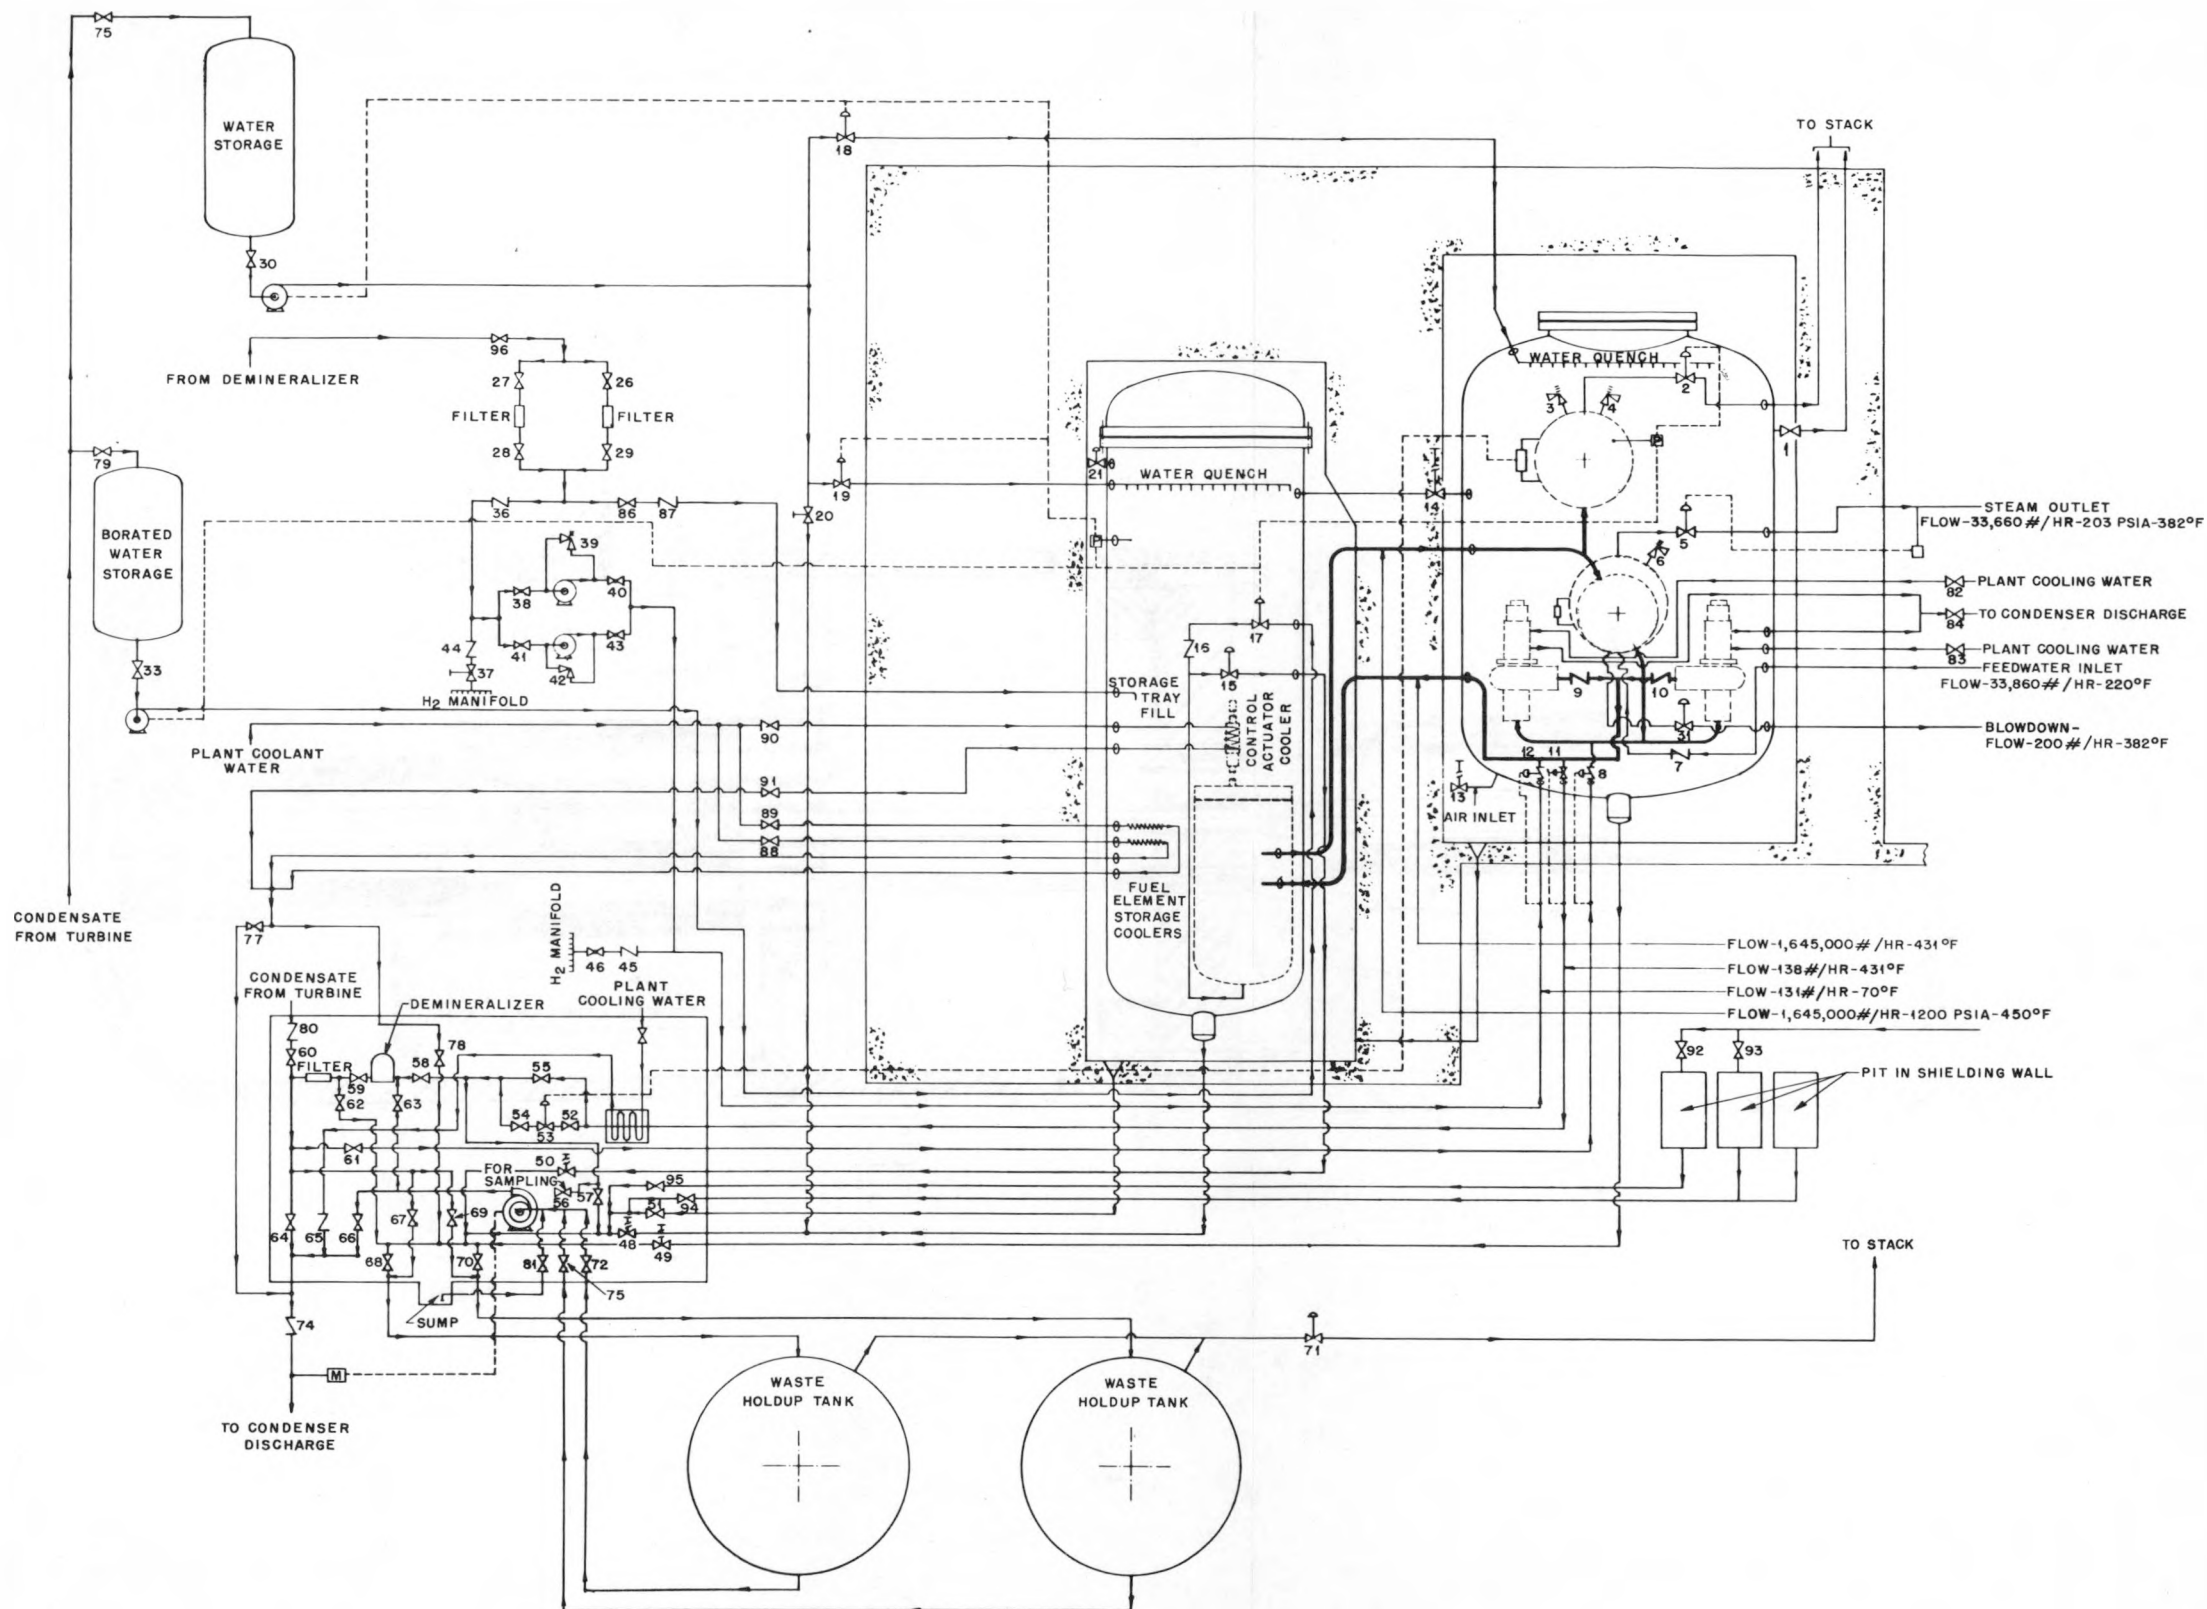 75
WATER
STORAGE
18
TO STACK
30
96
FROM DEMINERALIZER
27
26
FILTER
FILTER
28
29
WATER QUENCH
2
3
4
1
79
21
WATER QUENCH
19
14
20
36
86
87
BORATED
WATER
STORAGE
39
38
40
STEAM OUTLET
FLOW-33,660#/HR-203 PSIA-382°F
5
6
PLANT COOLING WATER
82
TO CONDENSER DISCHARGE
84
PLANT COOLING WATER
83
FEEDWATER INLET
FLOW-33,860#/HR-220°F
16
17
44
41
43
42
33
37
H2 MANIFOLD
STORAGE
TRAY
FILL
15
CONTROL
ACTUATOR
COOLER
9
10
31
BLOWDOWN-
FLOW-200#/HR-382°F
90
PLANT COOLANT
WATER
12
11
7
8
91
13
AIR INLET
89
88
FUEL
ELEMENT
STORAGE
COOLERS
CONDENSATE
FROM TURBINE
77
H2 MANIFOLD
46
45
FLOW-1,645,000#/HR-431°F
FLOW-138#/HR-431°F
FLOW-131#/HR-70°F
FLOW-1,645,000#/HR-1200 PSIA-450°F
CONDENSATE
FROM TURBINE
PLANT
COOLING WATER
DEMINERALIZER
80
60
FILTER
78
59
58
55
62
63
54
53
52
61
92
93
PIT IN SHIELDING WALL
FOR
SAMPLING
50
56
57
95
51
94
64
65
66
67
69
48
49
68
70
81
72
75
SUMP
74
M
TO CONDENSER
DISCHARGE
WASTE
HOLDUP TANK
WASTE
HOLDUP TANK
71
TO STACK